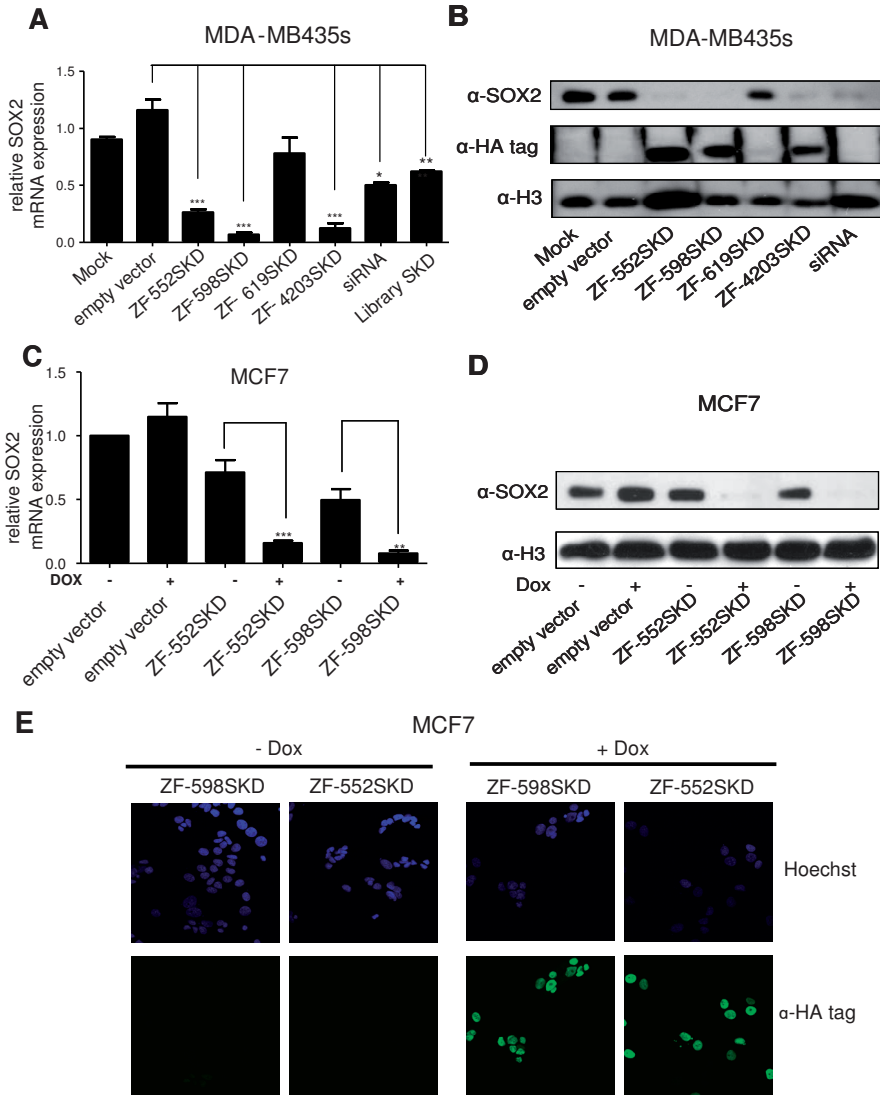 A
MDA-MB435s
relative SOX2
mRNA expression
1.5
1.0
0.5
0.0
***
***
***
*
**
Mock
empty vector
ZF-552SKD
ZF-598SKD
ZF- 619SKD
ZF- 4203SKD
siRNA
Library SKD
B
MDA-MB435s
α-SOX2
α-HA tag
α-H3
Mock
empty vector
ZF-552SKD
ZF-598SKD
ZF-619SKD
ZF-4203SKD
siRNA
C
MCF7
relative SOX2
mRNA expression
1.5
1.0
0.5
0.0
***
**
DOX - + - + - +
empty vector
empty vector
ZF-552SKD
ZF-552SKD
ZF-598SKD
ZF-598SKD
D
MCF7
α-SOX2
α-H3
Dox - + - + - +
empty vector
empty vector
ZF-552SKD
ZF-552SKD
ZF-598SKD
ZF-598SKD
E
MCF7
- Dox + Dox
ZF-598SKD ZF-552SKD ZF-598SKD ZF-552SKD
Hoechst
α-HA tag